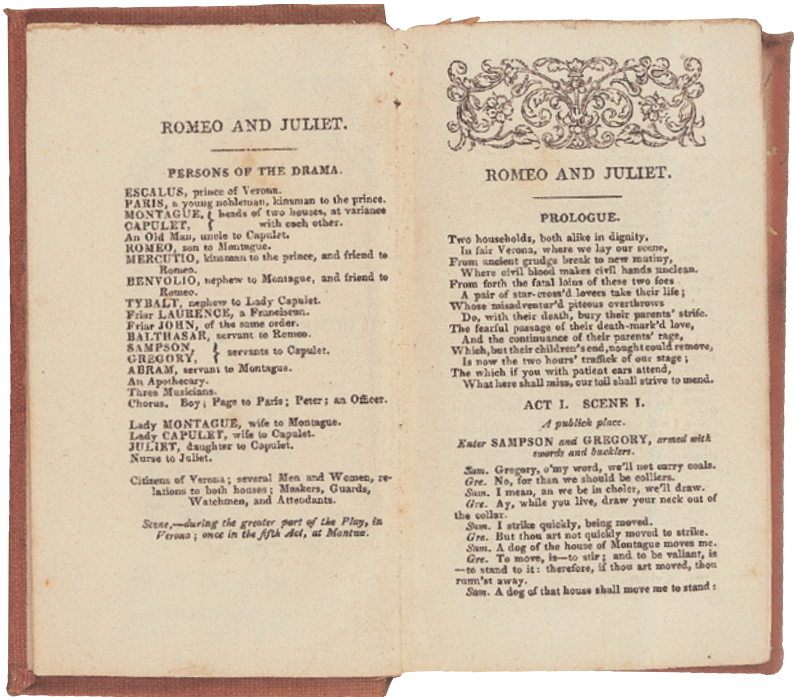 ROMEO AND JULIET.
PERSONS OF THE DRAMA.
ESCALUS, prince of Verona.
PARIS, a young nobleman, kinsman to the prince.
MONTAGUE, { heads of two houses, at variance
CAPULET, } with each other.
An Old Man, uncle to Capulet.
ROMEO, son to Montague.
MERCUTIO, kinsman to the prince, and friend to
Romeo.
BENVOLIO, nephew to Montague, and friend to
Romeo.
TYBALT, nephew to Lady Capulet.
Friar LAURENCE, a Franciscan.
Friar JOHN, of the same order.
BALTHASAR, servant to Romeo.
SAMPSON, } servants to Capulet.
GREGORY,
ABRAM, servant to Montague.
An Apothecary.
Three Musicians.
Chorus. Boy; Page to Paris; Peter; an Officer.
Lady MONTAGUE, wife to Montague.
Lady CAPULET, wife to Capulet.
JULIET, daughter to Capulet.
Nurse to Juliet.
Citizens of Verona; several Men and Women, re-
lations to both houses; Maskers, Guards,
Watchmen, and Attendants.
Scene,—during the greater part of the Play, in
Verona; once in the fifth Act, at Mantua.
ROMEO AND JULIET.
PROLOGUE.
Two households, both alike in dignity,
In fair Verona, where we lay our scene,
From ancient grudge break to new mutiny,
Where civil blood makes civil hands unclean.
From forth the fatal loins of these two foes
A pair of star-cross'd lovers take their life;
Whose misadventur'd piteous overthrows
Do, with their death, bury their parents' strife.
The fearful passage of their death-mark'd love,
And the continuance of their parents' rage,
Which, but their children's end, nought could remove,
Is now the two hours' traffick of our stage;
The which if you with patient ears attend,
What here shall miss, our toil shall strive to mend.
ACT I. SCENE I.
A publick place.
Enter SAMPSON and GREGORY, armed with
swords and bucklers.
Sam. Gregory, o'my word, we'll not carry coals.
Gre. No, for then we should be colliers.
Sam. I mean, an we be in choler, we'll draw.
Gre. Ay, while you live, draw your neck out of
the collar.
Sam. I strike quickly, being moved.
Gre. But thou art not quickly moved to strike.
Sam. A dog of the house of Montague moves me.
Gre. To move, is—to stir; and to be valiant, is
—to stand to it: therefore, if thou art moved, thou
runn'st away.
Sam. A dog of that house shall move me to stand: